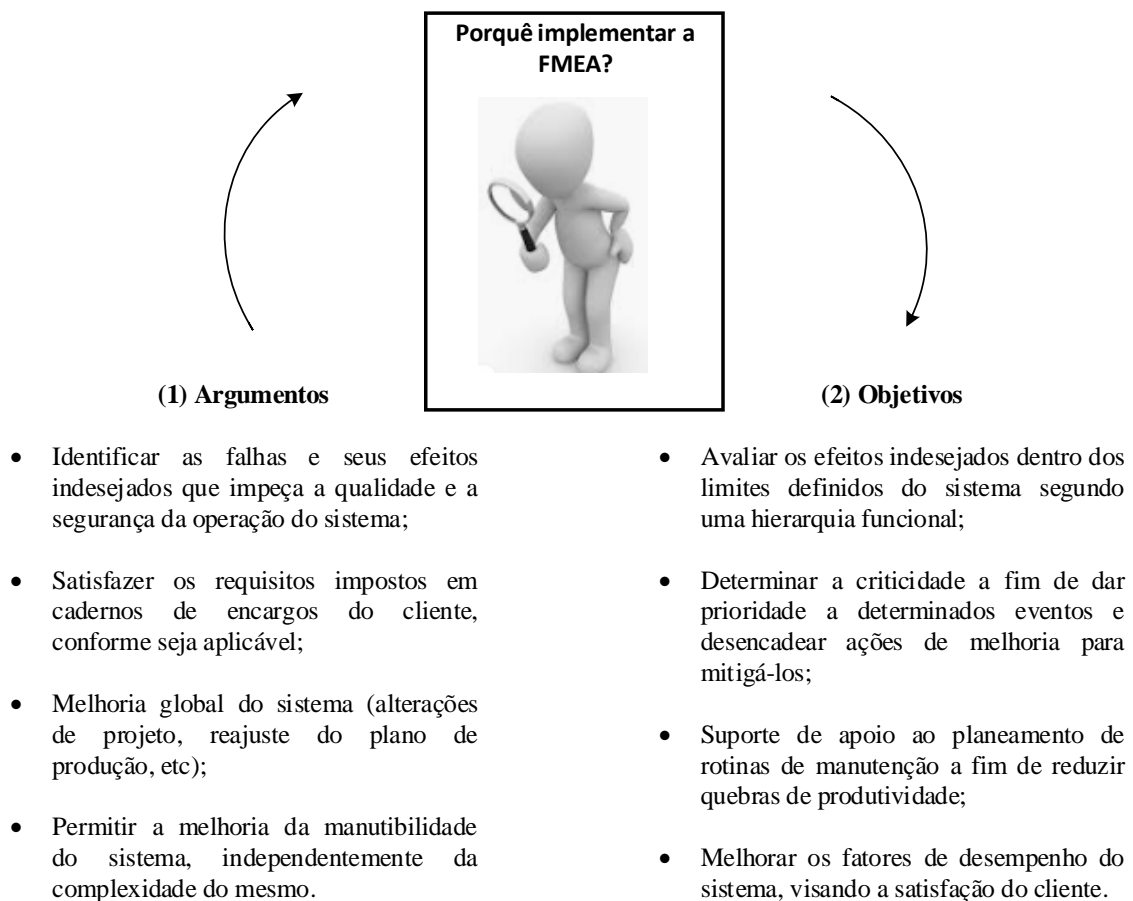 Porquê implementar a
FMEA?
(1) Argumentos
• Identificar as falhas e seus efeitos
indesejados que impeça a qualidade e a
segurança da operação do sistema;
• Satisfazer os requisitos impostos em
cadernos de encargos do cliente,
conforme seja aplicável;
• Melhoria global do sistema (alterações
de projeto, reajuste do plano de
produção, etc);
• Permitir a melhoria da manutibilidade
do sistema, independentemente da
complexidade do mesmo.
(2) Objetivos
• Avaliar os efeitos indesejados dentro dos
limites definidos do sistema segundo
uma hierarquia funcional;
• Determinar a criticidade a fim de dar
prioridade a determinados eventos e
desencadear ações de melhoria para
mitigá-los;
• Suporte de apoio ao planeamento de
rotinas de manutenção a fim de reduzir
quebras de produtividade;
• Melhorar os fatores de desempenho do
sistema, visando a satisfação do cliente.